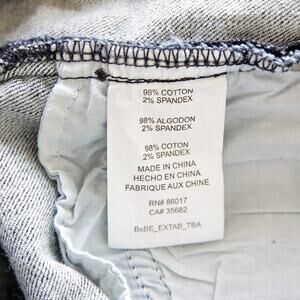 98% COTTON
2% SPANDEX
98% ALGODON
2% SPANDEX
98% COTON
2% SPANDEX
MADE IN CHINA
HECHO EN CHINA
FABRIQUE AUX CHINE
RN# 86017
CA# 35682
BeBE_EXTAB_TBA